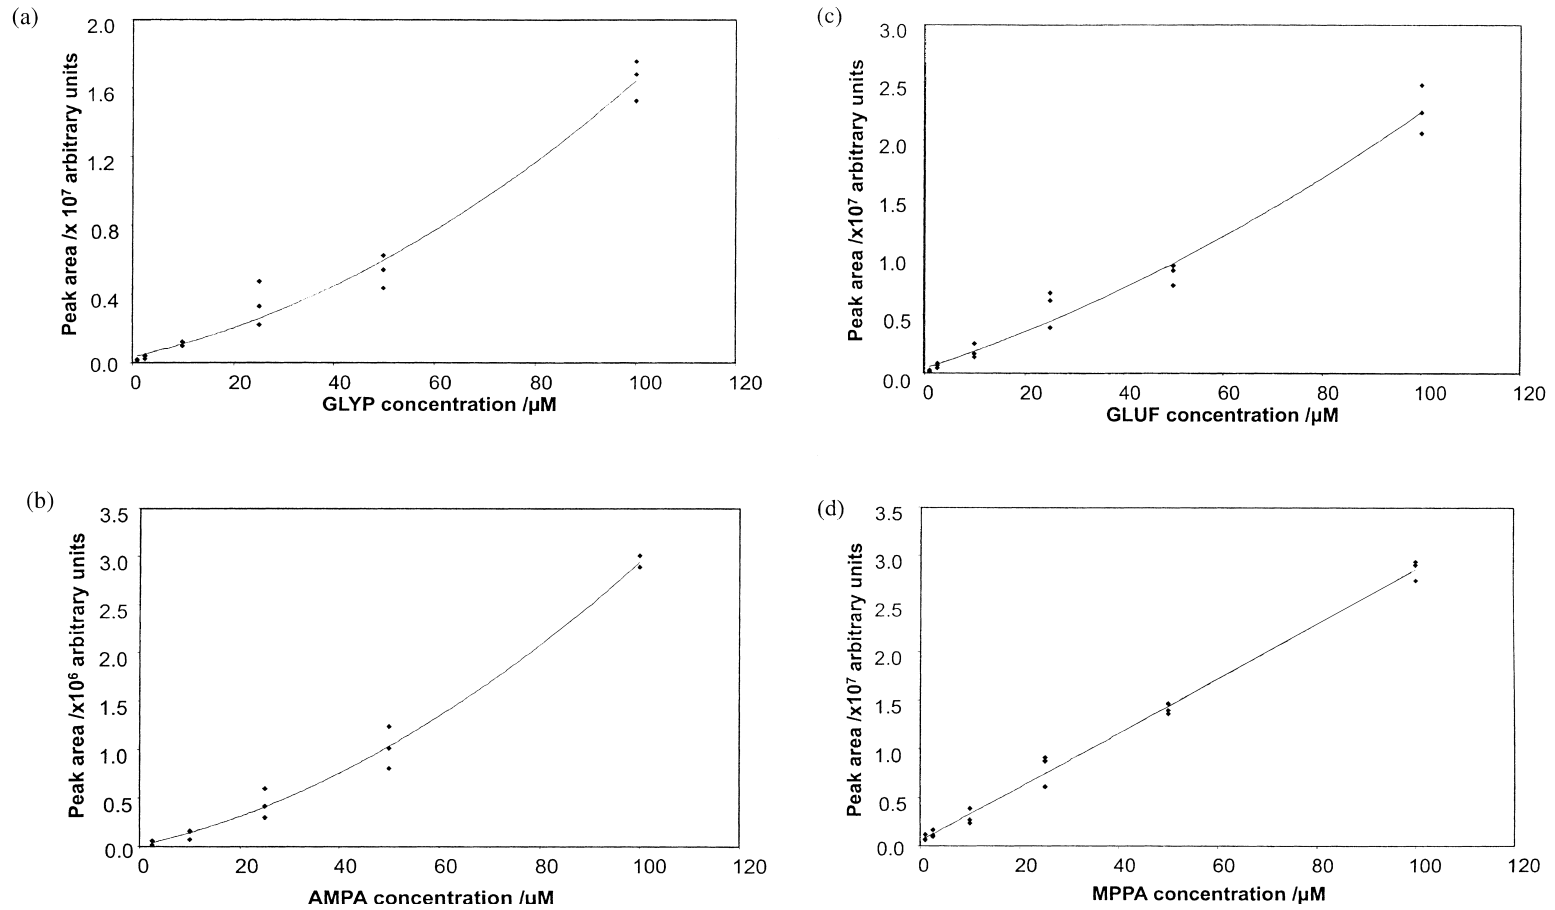 (a)
2.0
1.6
1.2
0.8
0.4
0.0
Peak area /x 10⁷ arbitrary units
0 20 40 60 80 100 120
GLYP concentration /µM
(c)
3.0
2.5
2.0
1.5
1.0
0.5
0.0
Peak area /x10⁷ arbitrary units
0 20 40 60 80 100 120
GLUF concentration /µM
(b)
3.5
3.0
2.5
2.0
1.5
1.0
0.5
0.0
Peak area /x10⁶ arbitrary units
0 20 40 60 80 100 120
AMPA concentration /µM
(d)
3.5
3.0
2.5
2.0
1.5
1.0
0.5
0.0
Peak area /x10⁷ arbitrary units
0 20 40 60 80 100 120
MPPA concentration /µM